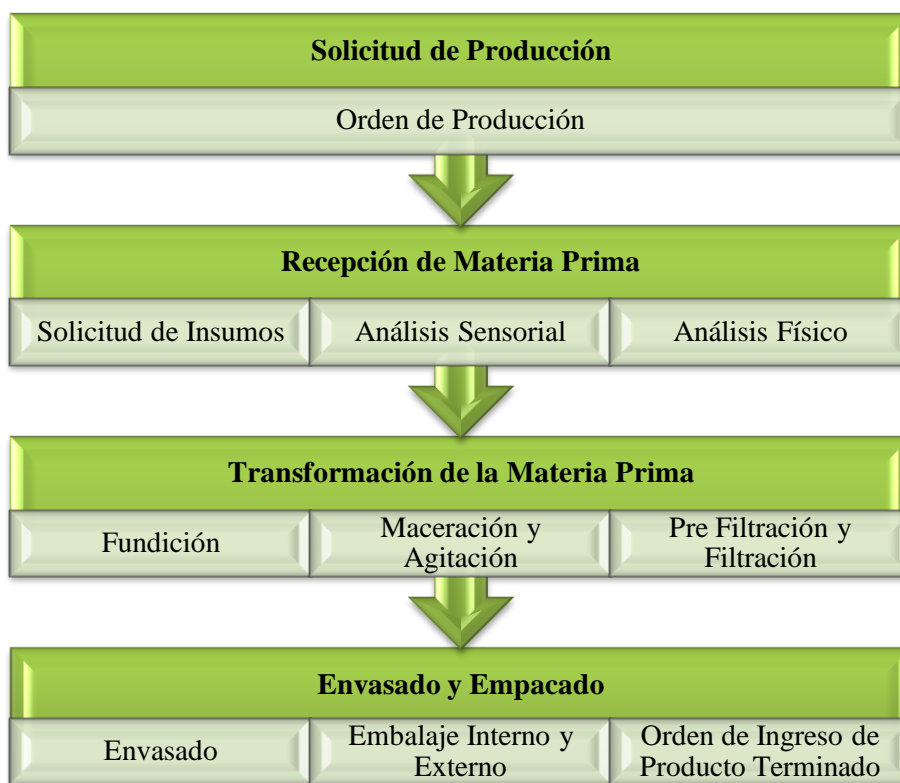 Solicitud de Producción
Orden de Producción
Recepción de Materia Prima
Solicitud de Insumos
Análisis Sensorial
Análisis Físico
Transformación de la Materia Prima
Fundición
Maceración y
Agitación
Pre Filtración y
Filtración
Envasado y Empacado
Envasado
Embalaje Interno y
Externo
Orden de Ingreso de
Producto Terminado